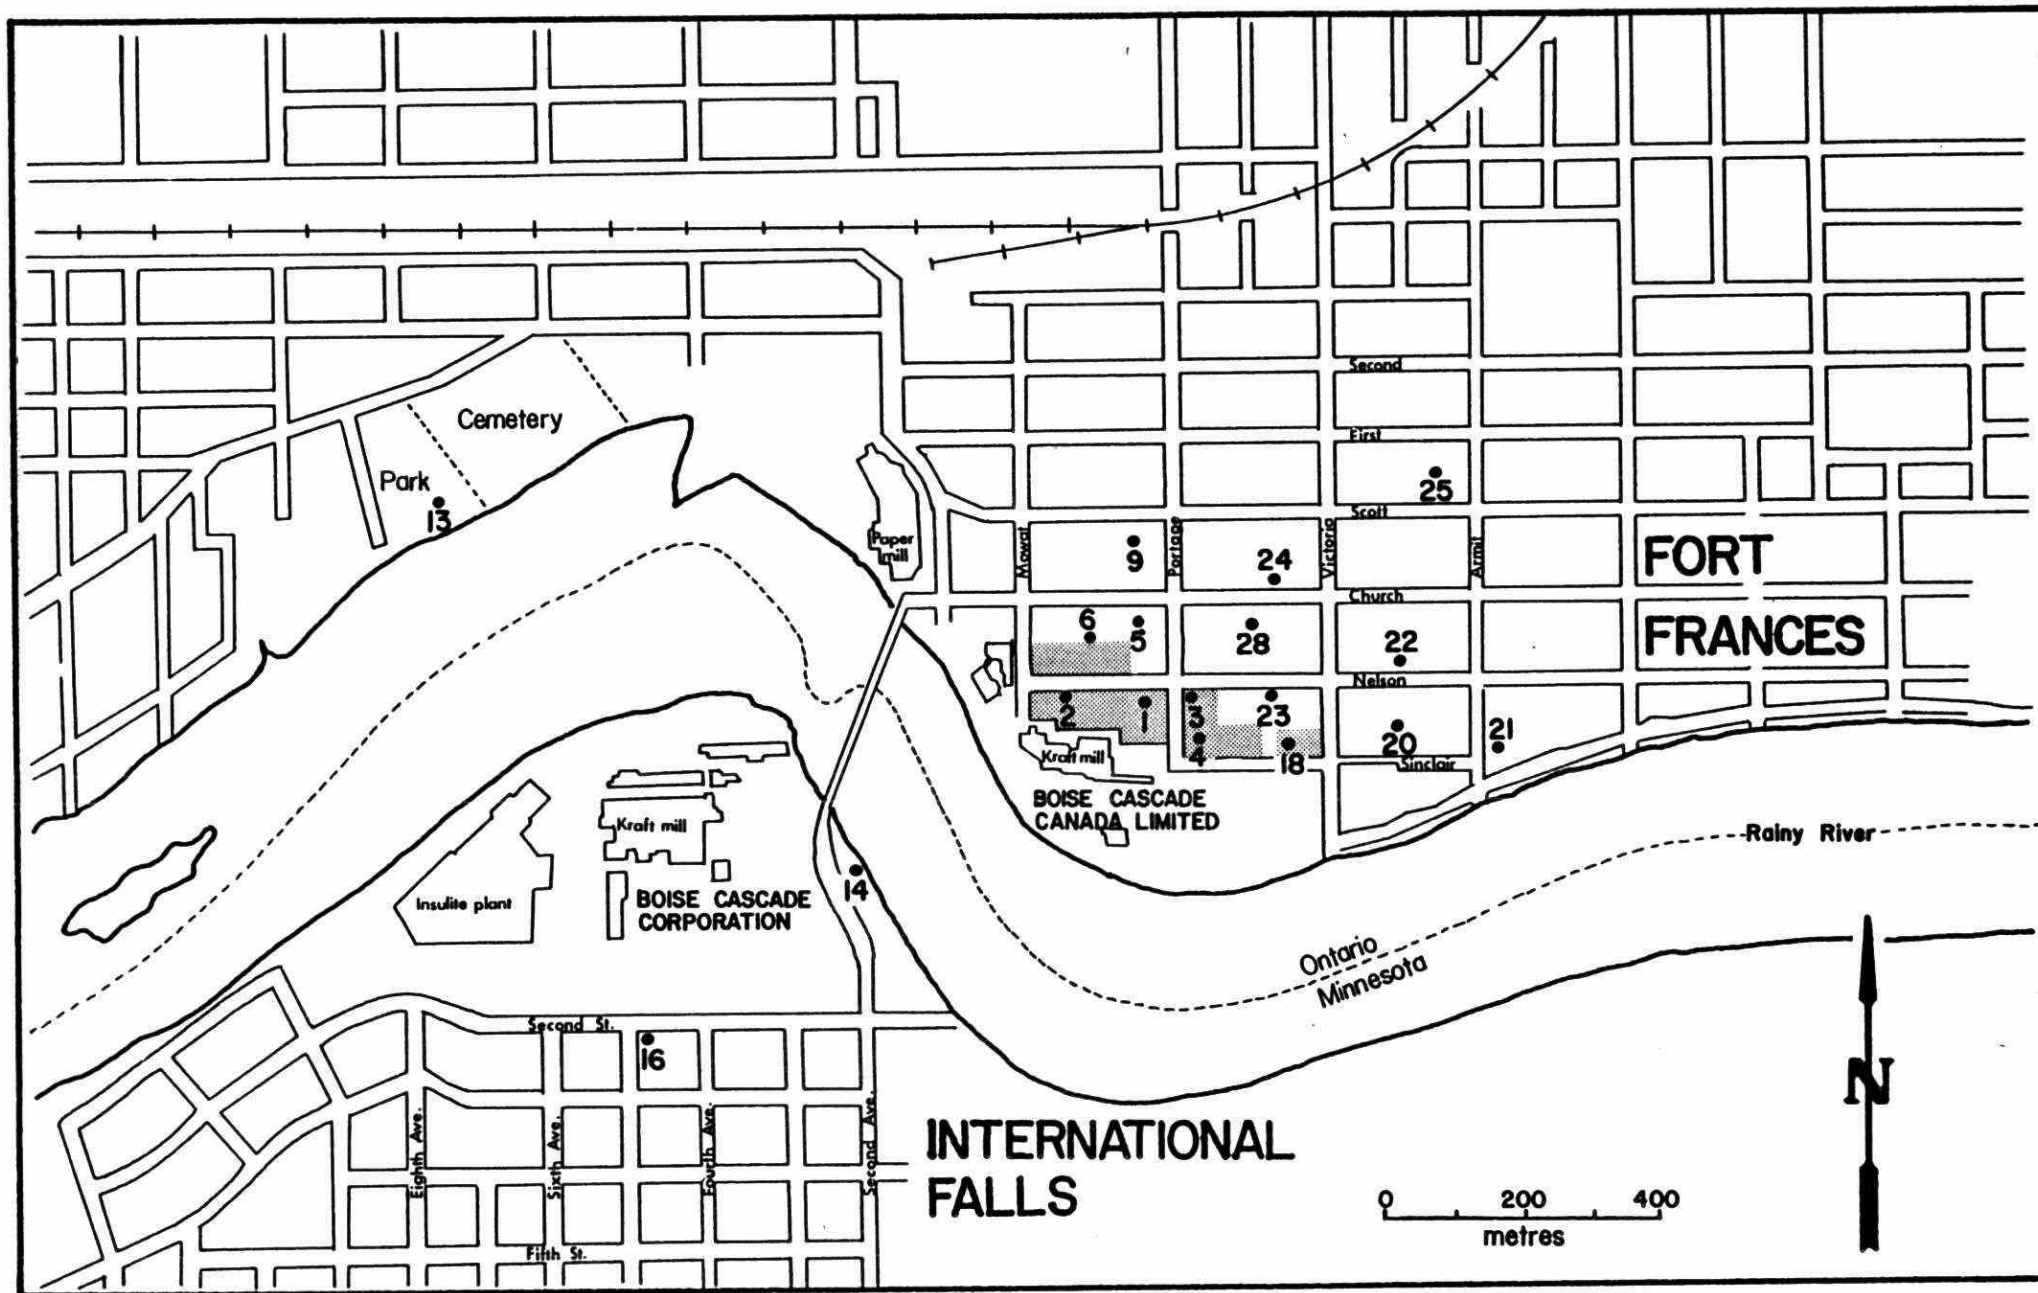 Second
Cemetery
First
Park
13
25
Scott
Paper
mill
Mowat
Portage
Victoria
Armit
9
24
FORT
FRANCES
Church
6
5
28
22
Nelson
2
1
3
23
20
21
4
18
Kraft mill
Sinclair
BOISE CASCADE
CANADA LIMITED
Kraft mill
Rainy River
14
Insulite plant
BOISE CASCADE
CORPORATION
Ontario
Minnesota
Second St.
16
N
Eighth Ave.
Sixth Ave.
Fourth Ave.
Second Ave.
INTERNATIONAL
FALLS
0 200 400
metres
Fifth St.